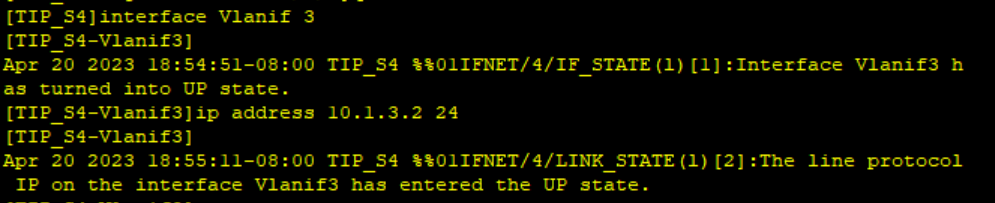 [TIP_S4]interface Vlanif 3
[TIP_S4-Vlanif3]
Apr 20 2023 18:54:51-08:00 TIP_S4 %%01IFNET/4/IF_STATE(l)[1]:Interface Vlanif3 h
as turned into UP state.
[TIP_S4-Vlanif3]ip address 10.1.3.2 24
[TIP_S4-Vlanif3]
Apr 20 2023 18:55:11-08:00 TIP_S4 %%01IFNET/4/LINK_STATE(l)[2]:The line protocol
 IP on the interface Vlanif3 has entered the UP state.